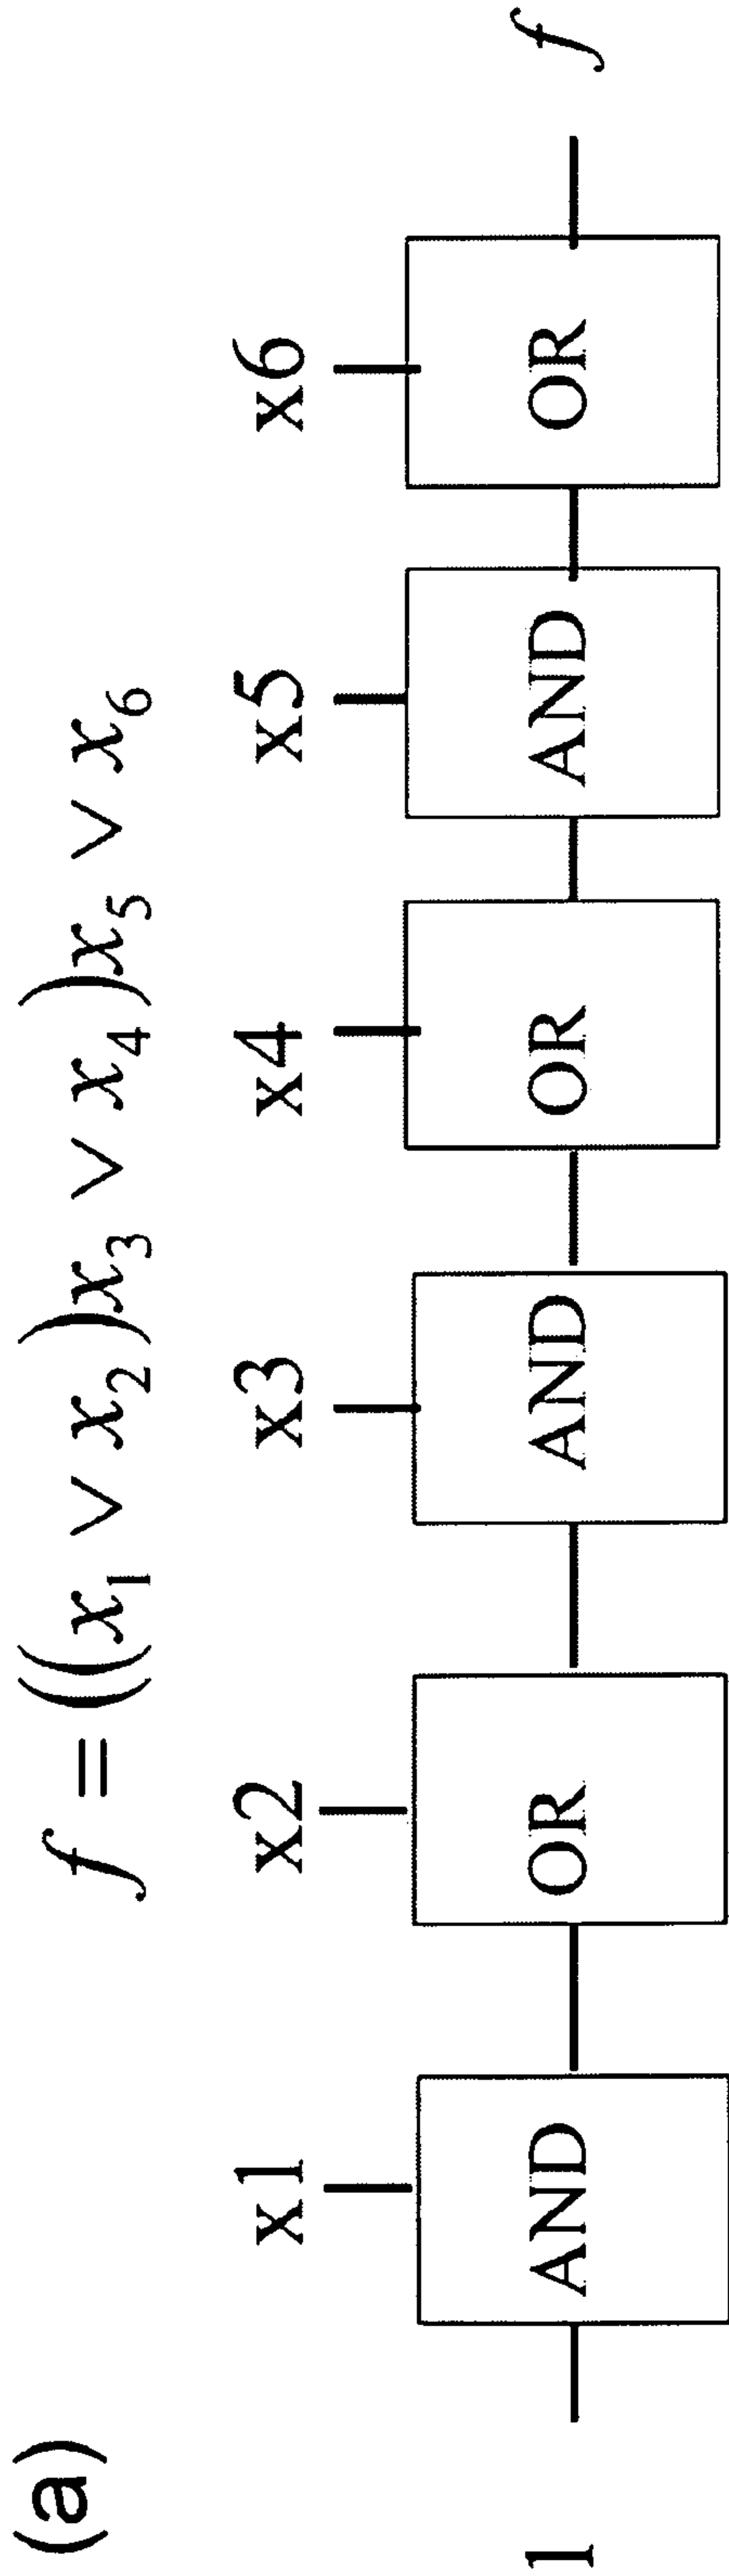 (a)
f = (((x₁ ∨ x₂)x₃ ∨ x₄)x₅ ∨ x₆
x1 x2 x3 x4 x5 x6
1 AND OR AND OR AND OR f